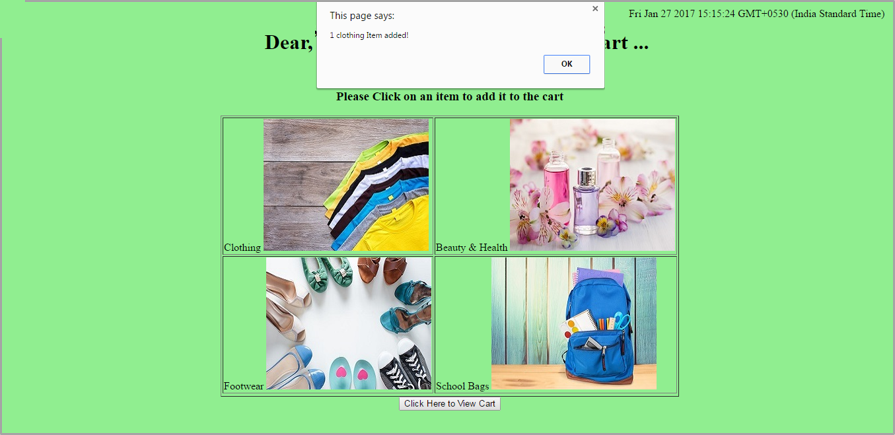 This page says:
1 clothing Item added!
OK
Fri Jan 27 2017 15:15:24 GMT+0530 (India Standard Time)
Dear, ...
Please Click on an item to add it to the cart
Clothing
Beauty & Health
Footwear
School Bags
Click Here to View Cart